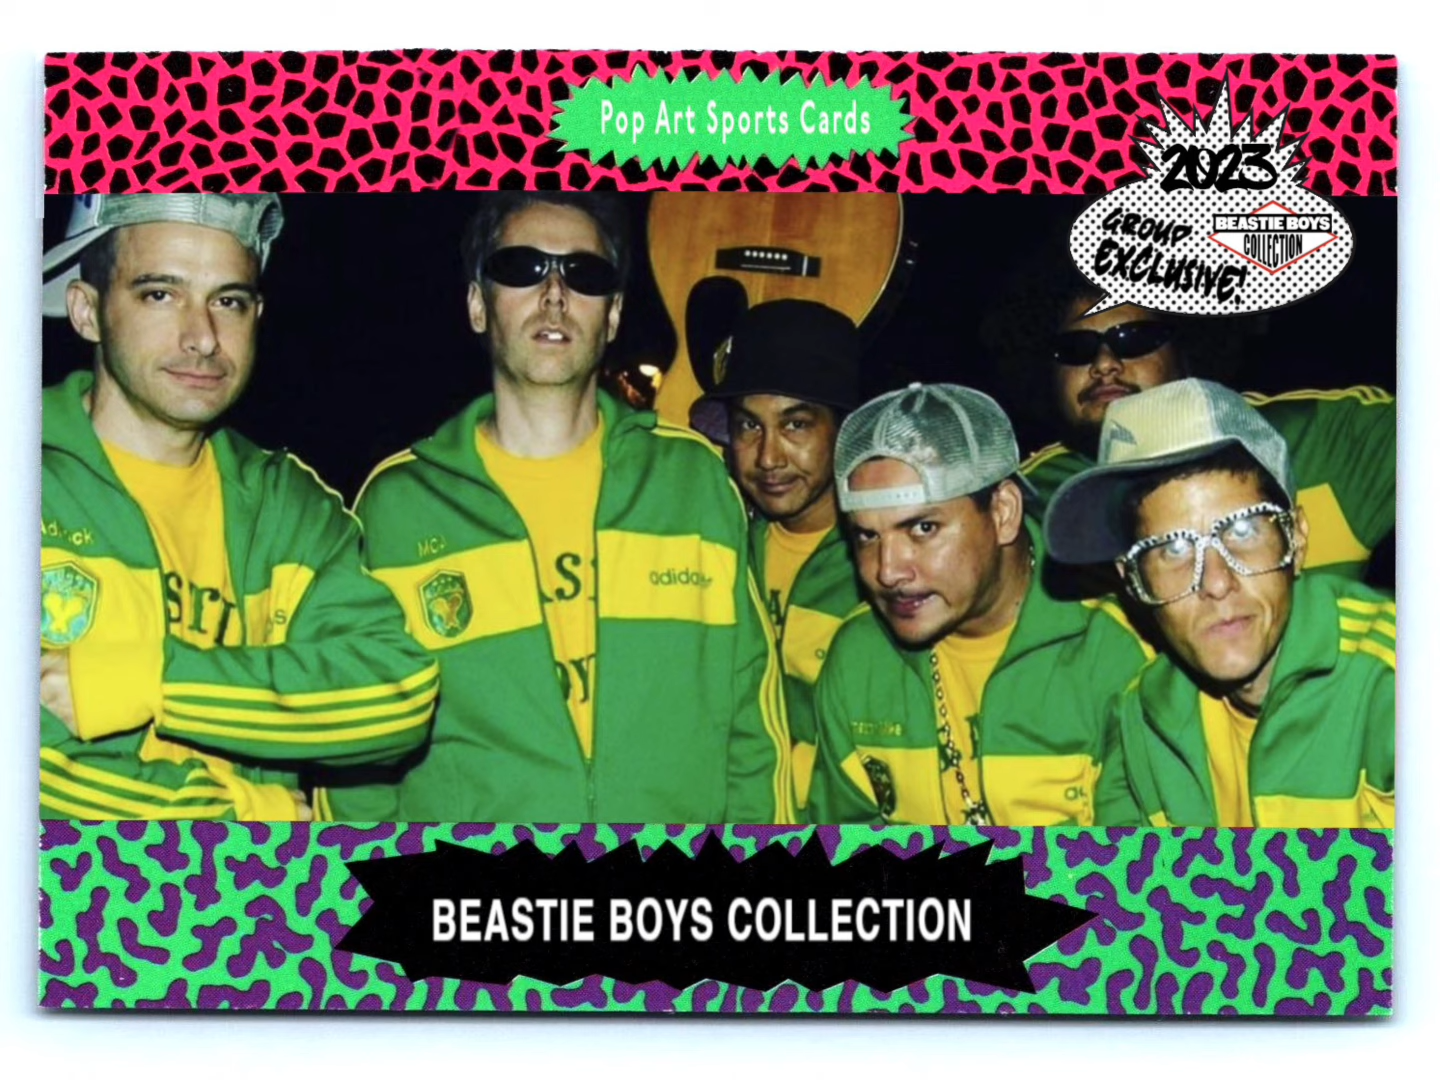 Pop Art Sports Cards
2023
GROUP
EXCLUSIVE!
BEASTIE BOYS
COLLECTION
MCA
adidas
BEASTIE BOYS COLLECTION